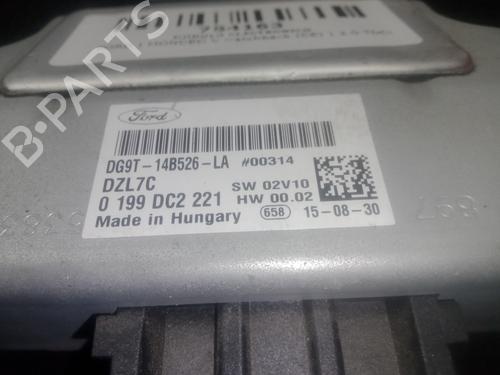 754163
B-PARTS
Ford
DG9T-14B526-LA #00314
DZL7C SW 02V10
0 199 DC2 221 HW 00.02
Made in Hungary 658 15-08-30